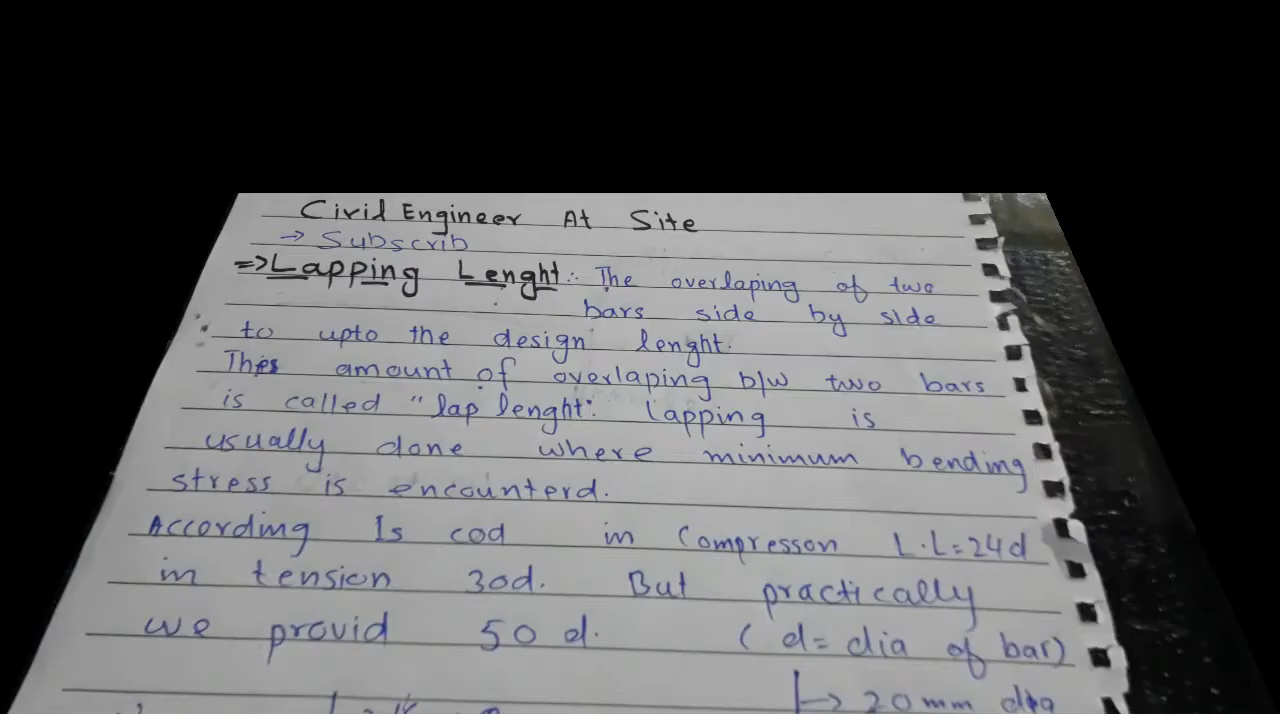 Civil Engineer At Site
→ Subscrib
⇒ Lapping Lenght:. The overlaping of two
bars side by side
to upto the design lenght.
This amount of overlaping b/w two bars
is called "lap lenght". Lapping is
usually done where minimum bending
stress is encounterd.
According Is cod in Compresson L.L=24d
in tension 30d. But practically
we provid 50d. (d= dia of bar)
↳ 20mm dia